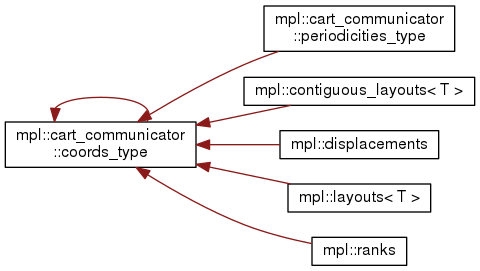 mpl::cart_communicator
::periodicities_type
mpl::contiguous_layouts< T >
mpl::cart_communicator
::coords_type
mpl::displacements
mpl::layouts< T >
mpl::ranks